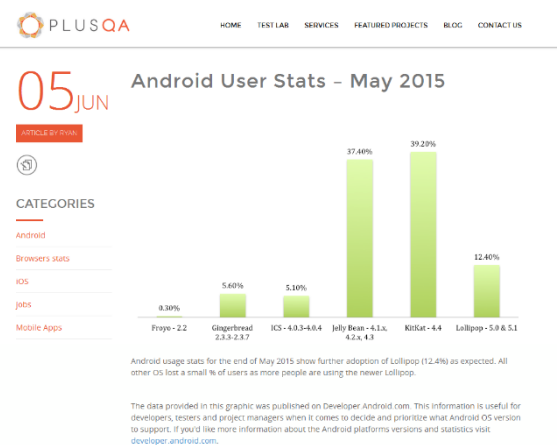 PLUSQA
HOME TEST LAB SERVICES FEATURED PROJECTS BLOG CONTACT US
05 JUN
ARTICLE BY RYAN
CATEGORIES
Android
Browsers stats
iOS
Jobs
Mobile Apps
Android User Stats – May 2015
0.30%
5.60%
5.10%
37.40%
39.20%
12.40%
Froyo - 2.2
Gingerbread
2.3.3-2.3.7
ICS - 4.0.3-4.0.4
Jelly Bean - 4.1.x,
4.2.x, 4.3
KitKat - 4.4
Lollipop - 5.0 & 5.1
Android usage stats for the end of May 2015 show further adoption of Lollipop (12.4%) as expected. All
other OS lost a small % of users as more people are using the newer Lollipop.
The data provided in this graphic was published on Developer.Android.com. This information is useful for
developers, testers and project managers when it comes to decide and prioritize what Android OS version
to support. If you'd like more information about the Android platforms versions and statistics visit
developer.android.com.